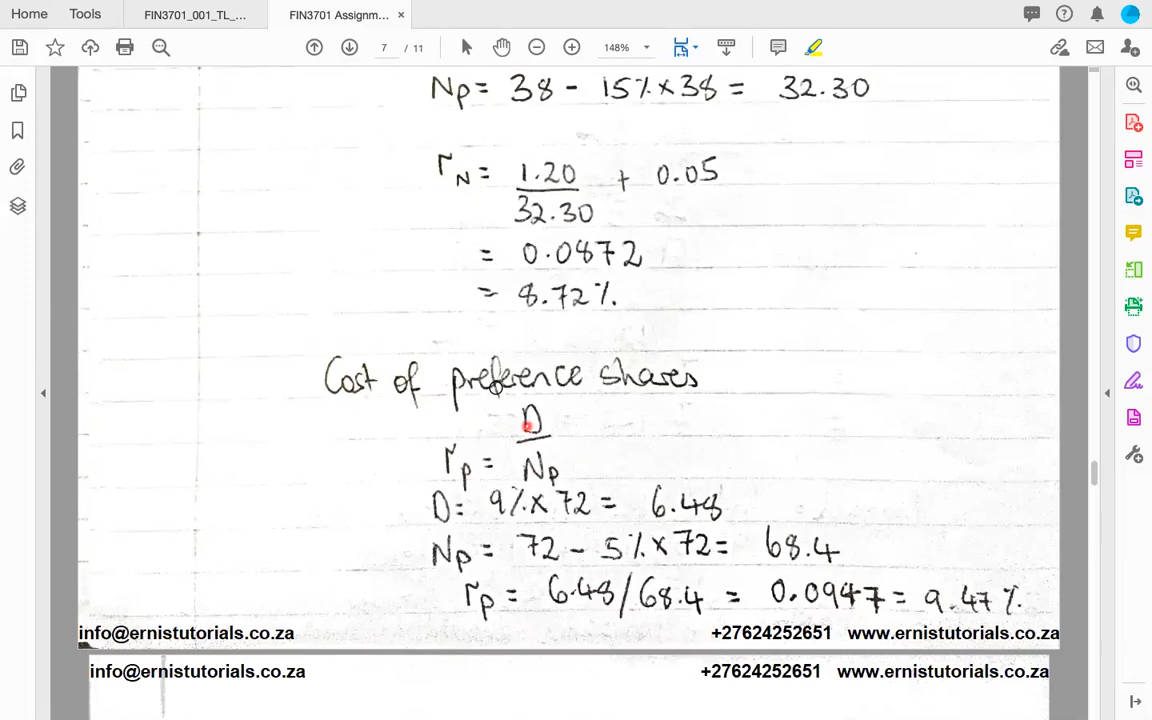 Home Tools FIN3701_001_TL_... FIN3701 Assignm... ×
7 / 11 148%
Np = 38 - 15% × 38 = 32.30
rN = 1.20 + 0.05
32.30
= 0.0872
= 8.72%.
Cost of preference shares
D
rp = Np
D = 9% × 72 = 6.48
Np = 72 - 5% × 72 = 68.4
rp = 6.48/68.4 = 0.0947 = 9.47%.
info@ernistutorials.co.za +27624252651 www.ernistutorials.co.za
info@ernistutorials.co.za +27624252651 www.ernistutorials.co.za